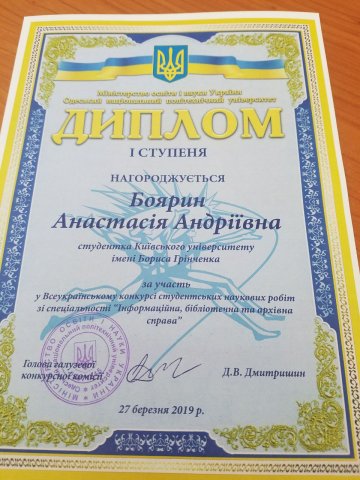 Міністерство освіти і науки України
Одеський національний політехнічний університет
ДИПЛОМ
І СТУПЕНЯ
НАГОРОДЖУЄТЬСЯ
Боярин
Анастасія Андріївна
студентка Київського університету
імені Бориса Грінченка
за участь
у Всеукраїнському конкурсі студентських наукових робіт
зі спеціальності "Інформаційна, бібліотечна та архівна
справа"
Голова галузевої
конкурсної комісії
Д.В. Дмитришин
27 березня 2019 р.